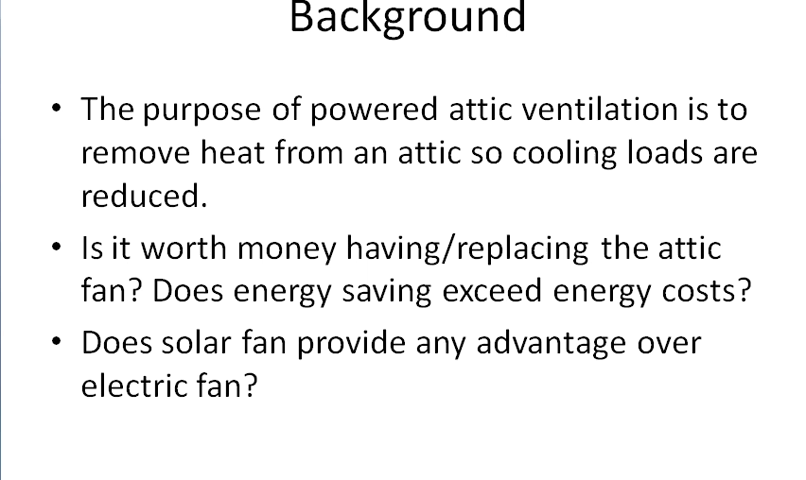 Background
• The purpose of powered attic ventilation is to
remove heat from an attic so cooling loads are
reduced.
• Is it worth money having/replacing the attic
fan? Does energy saving exceed energy costs?
• Does solar fan provide any advantage over
electric fan?